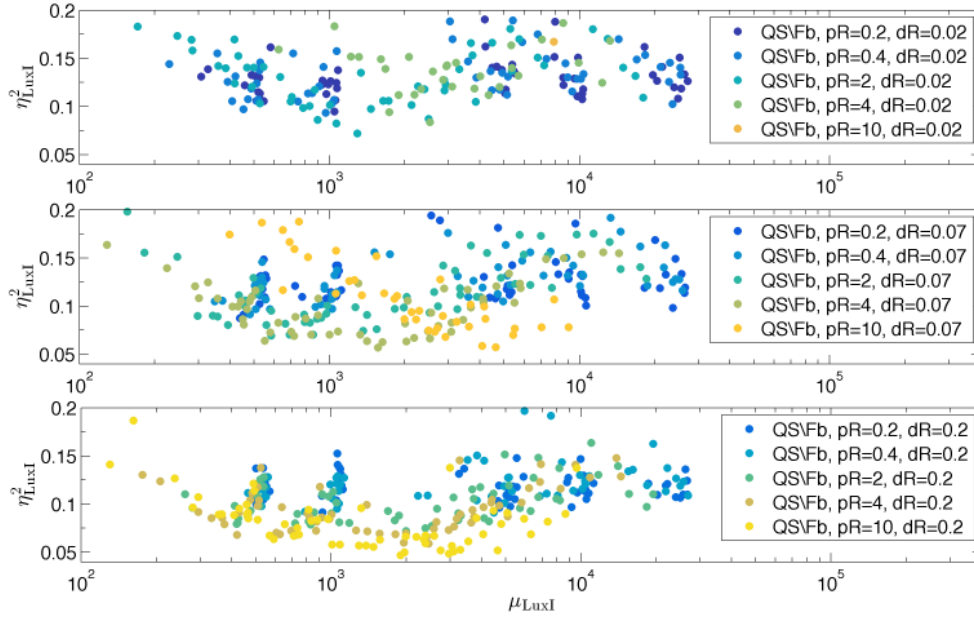 0.2
0.15
0.1
0.05
η²LuxI
10² 10³ 10⁴ 10⁵
QS\Fb, pR=0.2, dR=0.02
QS\Fb, pR=0.4, dR=0.02
QS\Fb, pR=2, dR=0.02
QS\Fb, pR=4, dR=0.02
QS\Fb, pR=10, dR=0.02
0.2
0.15
0.1
0.05
η²LuxI
10² 10³ 10⁴ 10⁵
QS\Fb, pR=0.2, dR=0.07
QS\Fb, pR=0.4, dR=0.07
QS\Fb, pR=2, dR=0.07
QS\Fb, pR=4, dR=0.07
QS\Fb, pR=10, dR=0.07
0.2
0.15
0.1
0.05
η²LuxI
10² 10³ 10⁴ 10⁵
QS\Fb, pR=0.2, dR=0.2
QS\Fb, pR=0.4, dR=0.2
QS\Fb, pR=2, dR=0.2
QS\Fb, pR=4, dR=0.2
QS\Fb, pR=10, dR=0.2
μLuxI